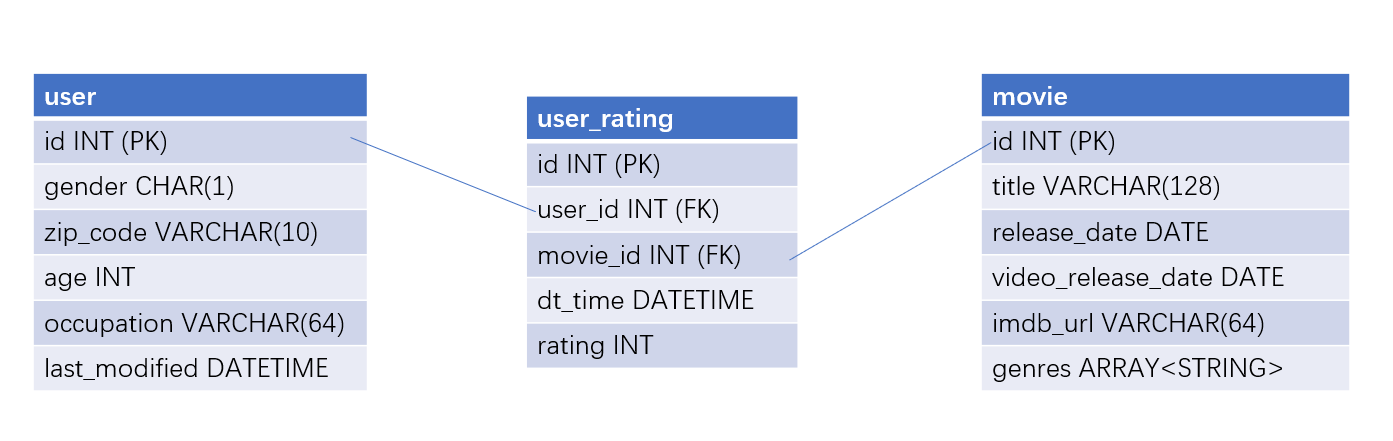 user
id INT (PK)
gender CHAR(1)
zip_code VARCHAR(10)
age INT
occupation VARCHAR(64)
last_modified DATETIME
user_rating
id INT (PK)
user_id INT (FK)
movie_id INT (FK)
dt_time DATETIME
rating INT
movie
id INT (PK)
title VARCHAR(128)
release_date DATE
video_release_date DATE
imdb_url VARCHAR(64)
genres ARRAY<STRING>